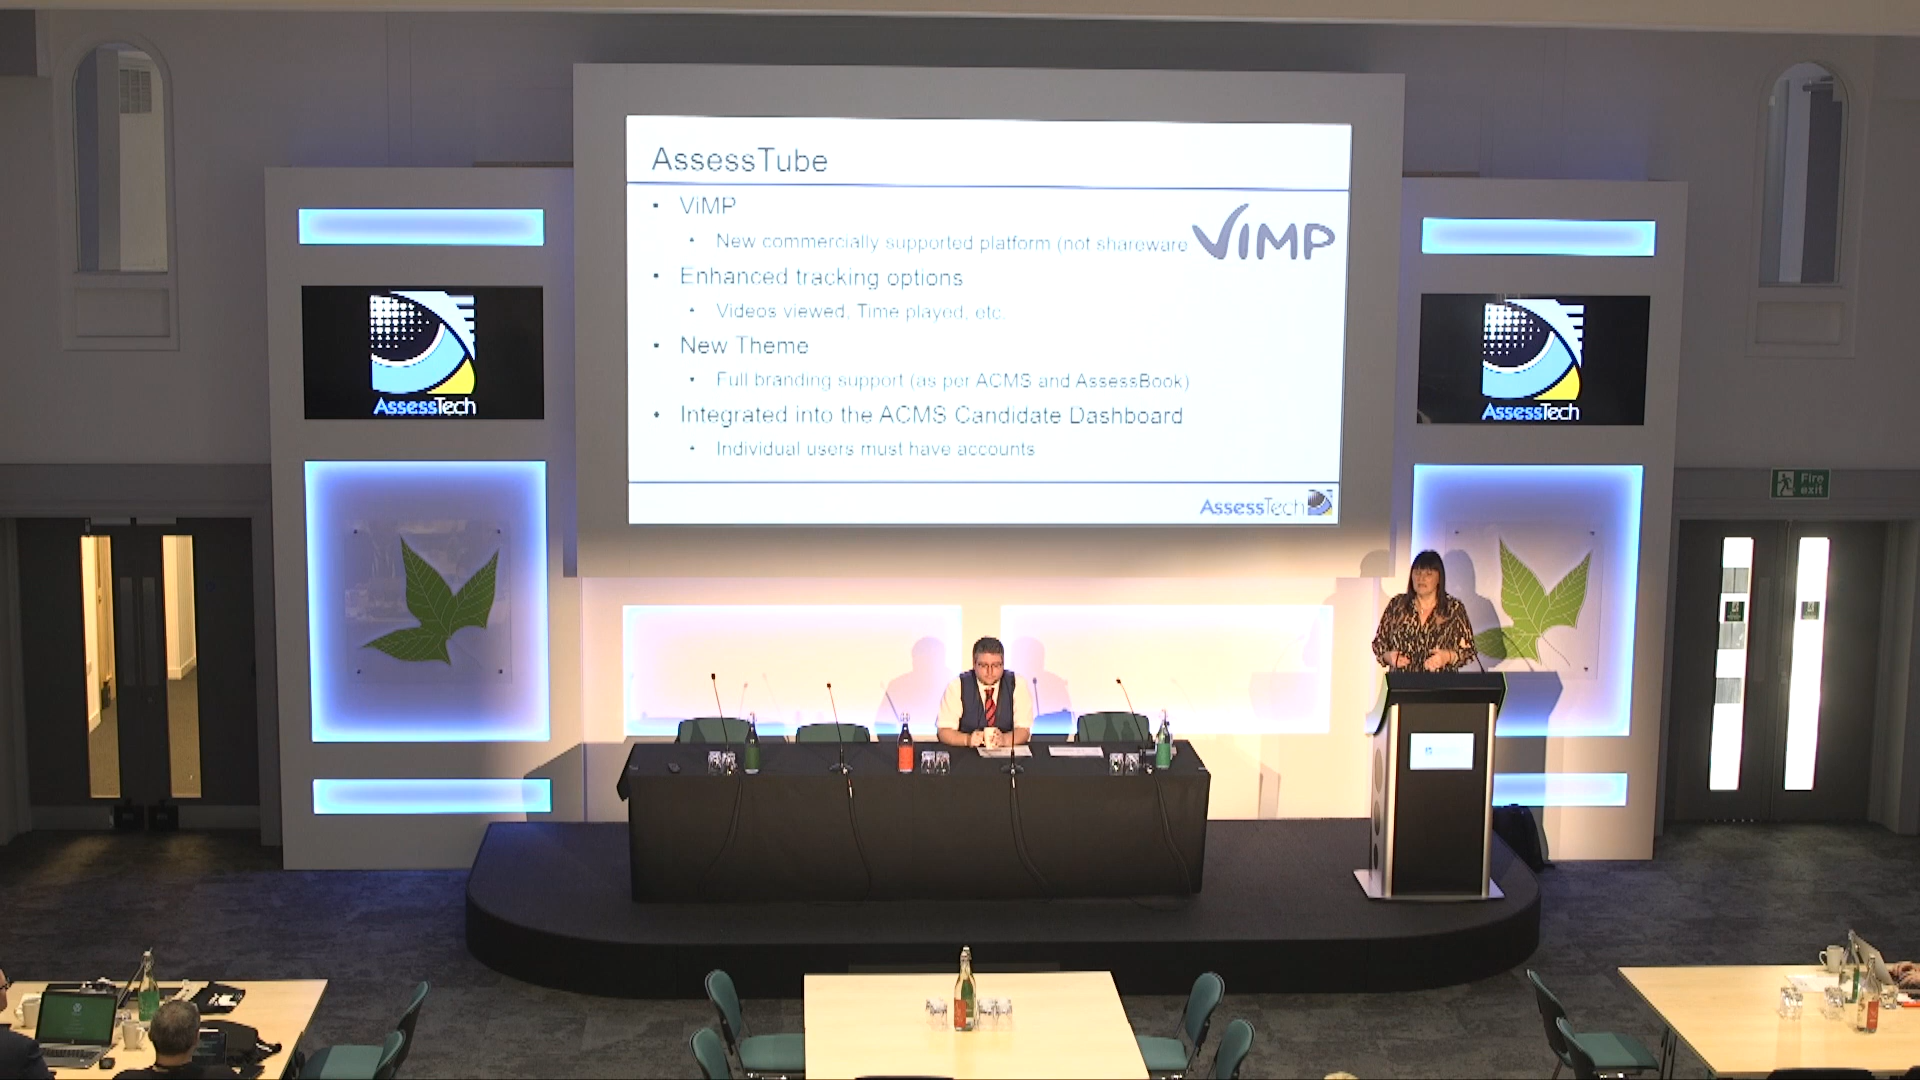 AssessTube
• ViMP
• New commercially supported platform (not shareware
ViMP
• Enhanced tracking options
• Videos viewed, Time played, etc.
• New Theme
• Full branding support (as per ACMS and AssessBook)
• Integrated into the ACMS Candidate Dashboard
• Individual users must have accounts
AssessTech
AssessTech
AssessTech
Fire
exit